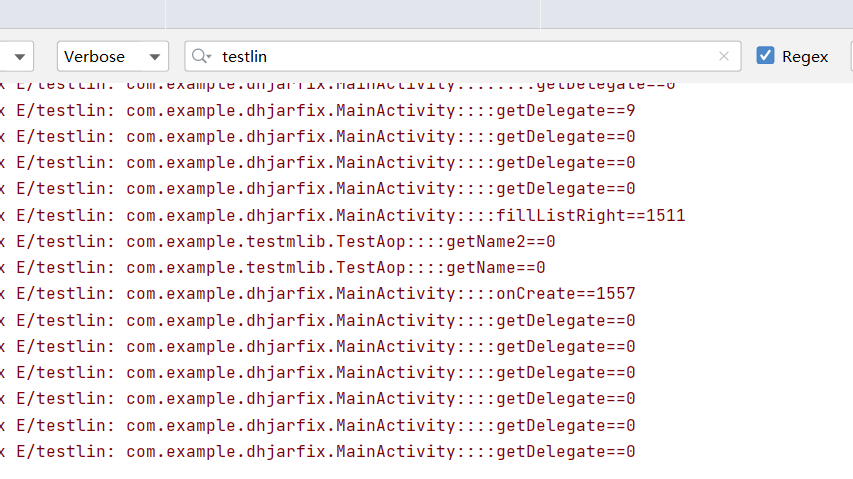 Verbose testlin Regex
x E/testlin: com.example.dhjarfix.MainActivity::::::::getDelegate==0
x E/testlin: com.example.dhjarfix.MainActivity::::getDelegate==9
x E/testlin: com.example.dhjarfix.MainActivity::::getDelegate==0
x E/testlin: com.example.dhjarfix.MainActivity::::getDelegate==0
x E/testlin: com.example.dhjarfix.MainActivity::::getDelegate==0
x E/testlin: com.example.dhjarfix.MainActivity::::fillListRight==1511
x E/testlin: com.example.testmlib.TestAop::::getName2==0
x E/testlin: com.example.testmlib.TestAop::::getName==0
x E/testlin: com.example.dhjarfix.MainActivity::::onCreate==1557
x E/testlin: com.example.dhjarfix.MainActivity::::getDelegate==0
x E/testlin: com.example.dhjarfix.MainActivity::::getDelegate==0
x E/testlin: com.example.dhjarfix.MainActivity::::getDelegate==0
x E/testlin: com.example.dhjarfix.MainActivity::::getDelegate==0
x E/testlin: com.example.dhjarfix.MainActivity::::getDelegate==0
x E/testlin: com.example.dhjarfix.MainActivity::::getDelegate==0